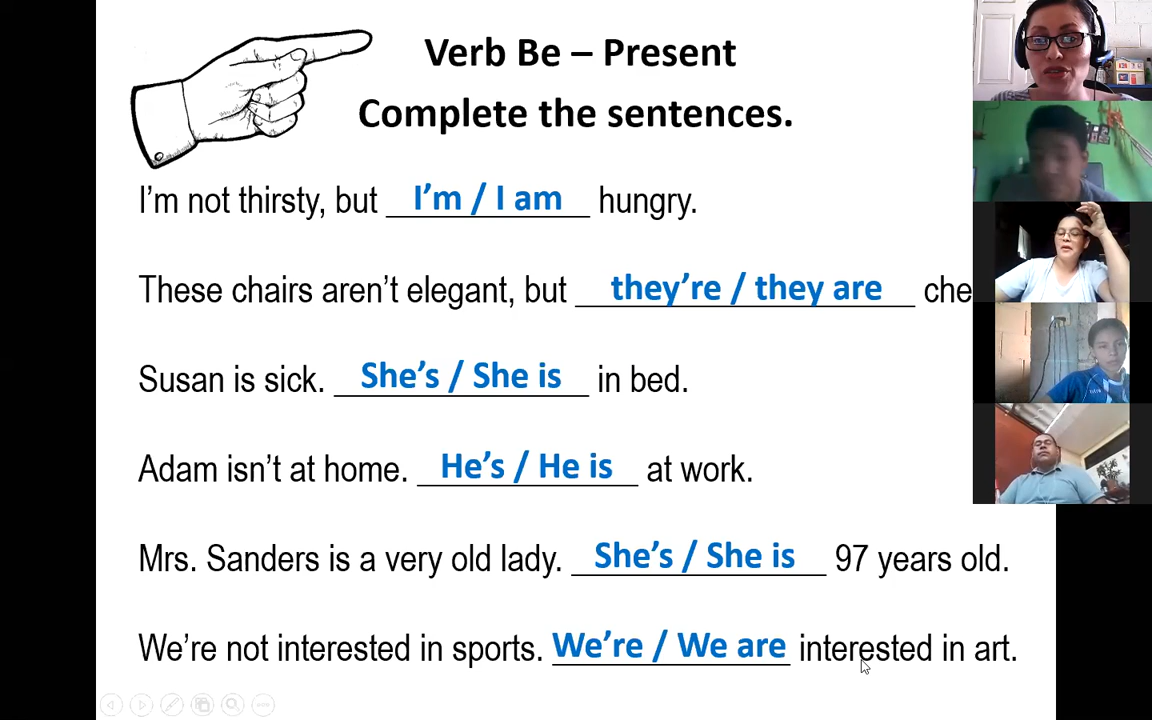 Verb Be – Present
Complete the sentences.
I'm not thirsty, but I'm / I am hungry.
These chairs aren't elegant, but they're / they are
Susan is sick. She's / She is in bed.
Adam isn't at home. He's / He is at work.
Mrs. Sanders is a very old lady. She's / She is 97 years old.
We're not interested in sports. We're / We are interested in art.